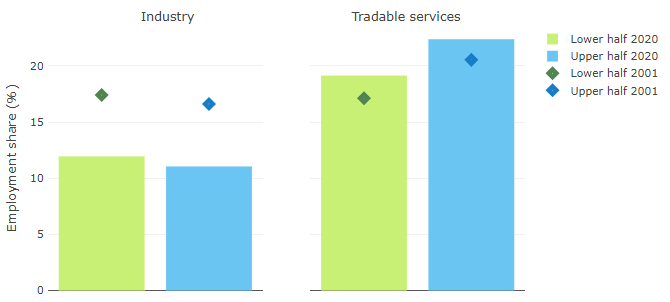 Industry
Tradable services
Employment share (%)
20
15
10
5
0
Lower half 2020
Upper half 2020
Lower half 2001
Upper half 2001